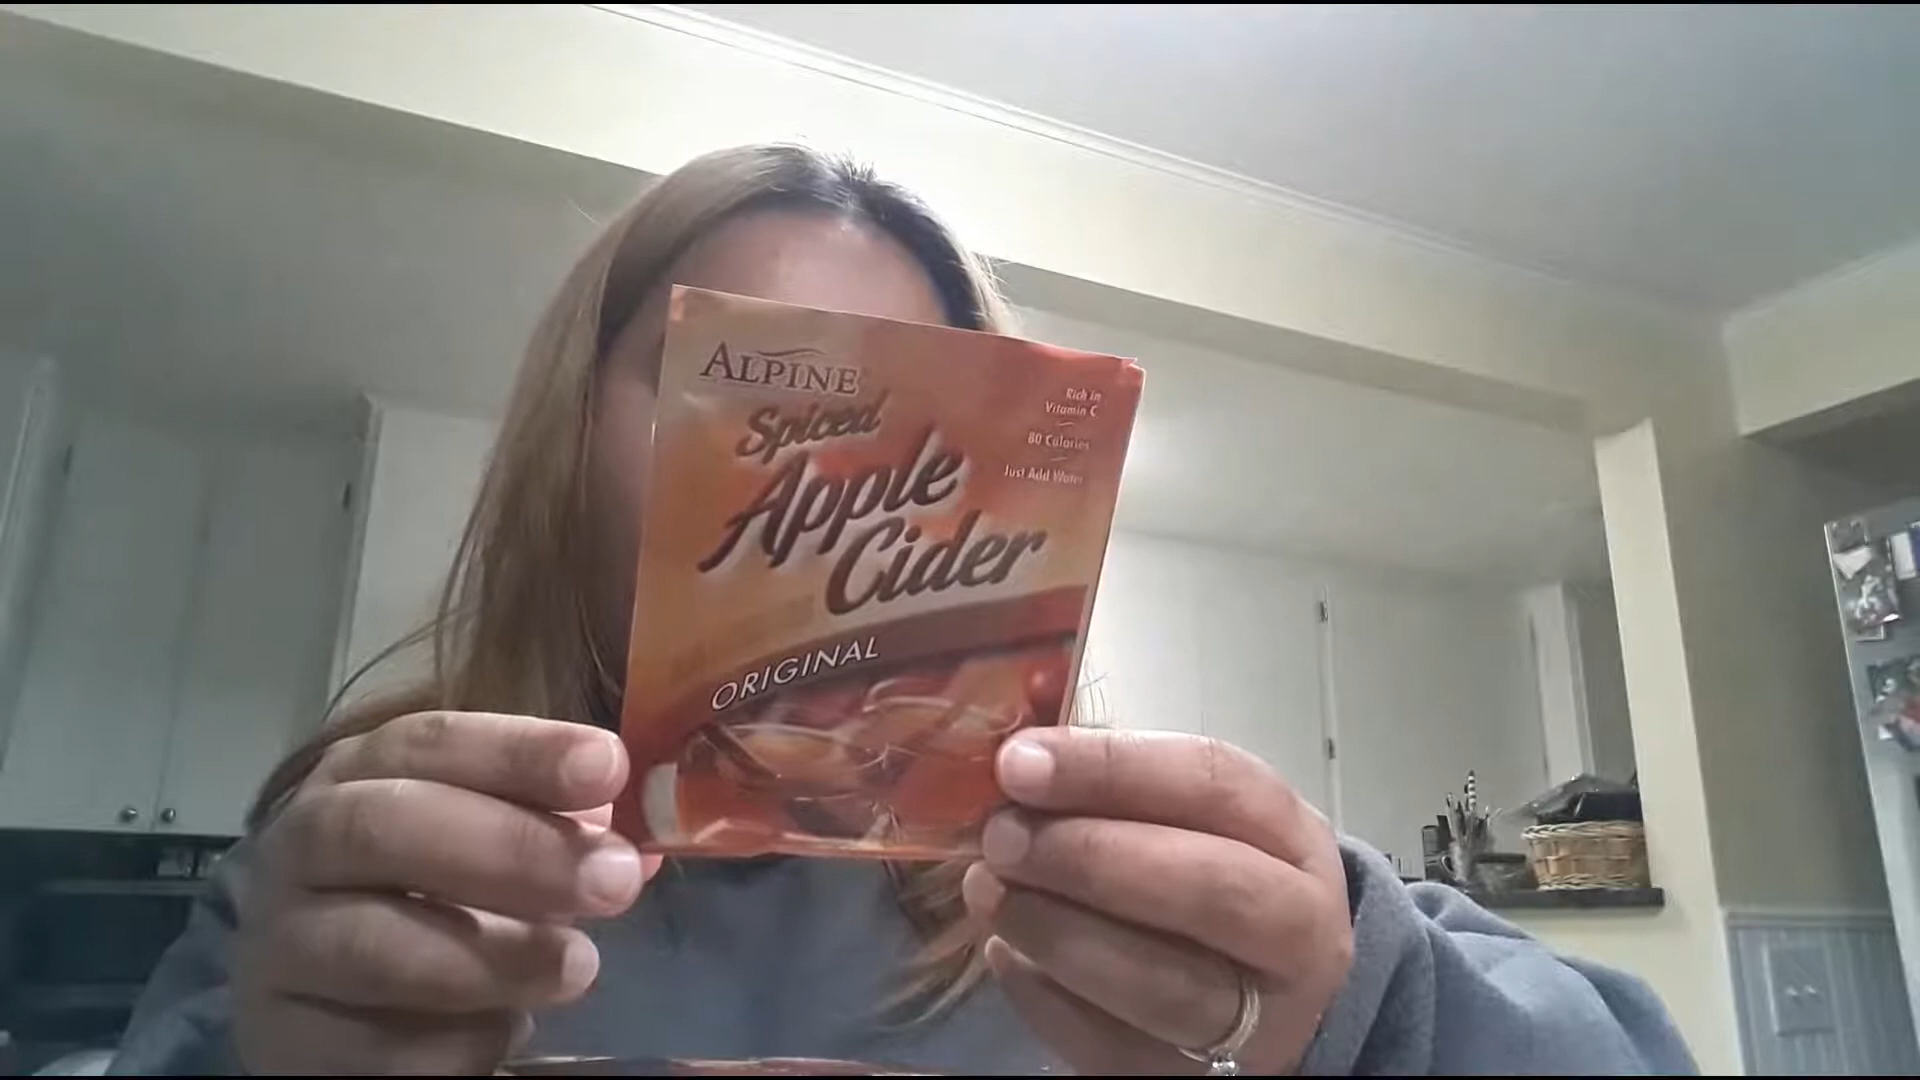 ALPINE
Spiced
Apple
Cider
ORIGINAL
Rich in
Vitamin C
80 Calories
Just Add Water